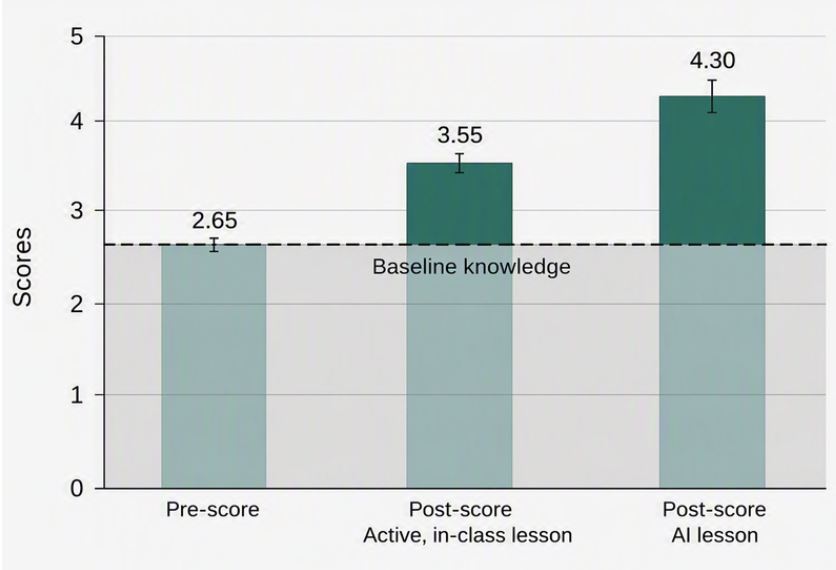 5
4.30
4
3.55
3
2.65
Baseline knowledge
Scores
2
1
0
Pre-score
Post-score
Active, in-class lesson
Post-score
AI lesson